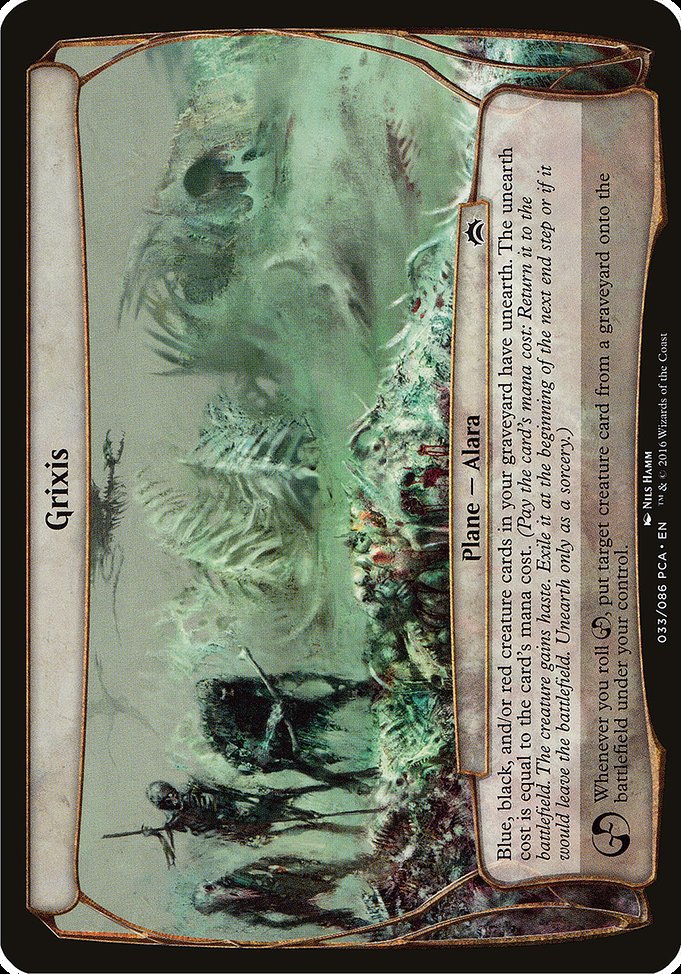 Grixis
Plane — Alara
Blue, black, and/or red creature cards in your graveyard have unearth. The unearth
cost is equal to the card's mana cost. (Pay the card's mana cost: Return it to the
battlefield. The creature gains haste. Exile it at the beginning of the next end step or if it
would leave the battlefield. Unearth only as a sorcery.)
Whenever you roll , put target creature card from a graveyard onto the
battlefield under your control.
Nils Hamm
033/086 PCA • EN ™ & © 2016 Wizards of the Coast